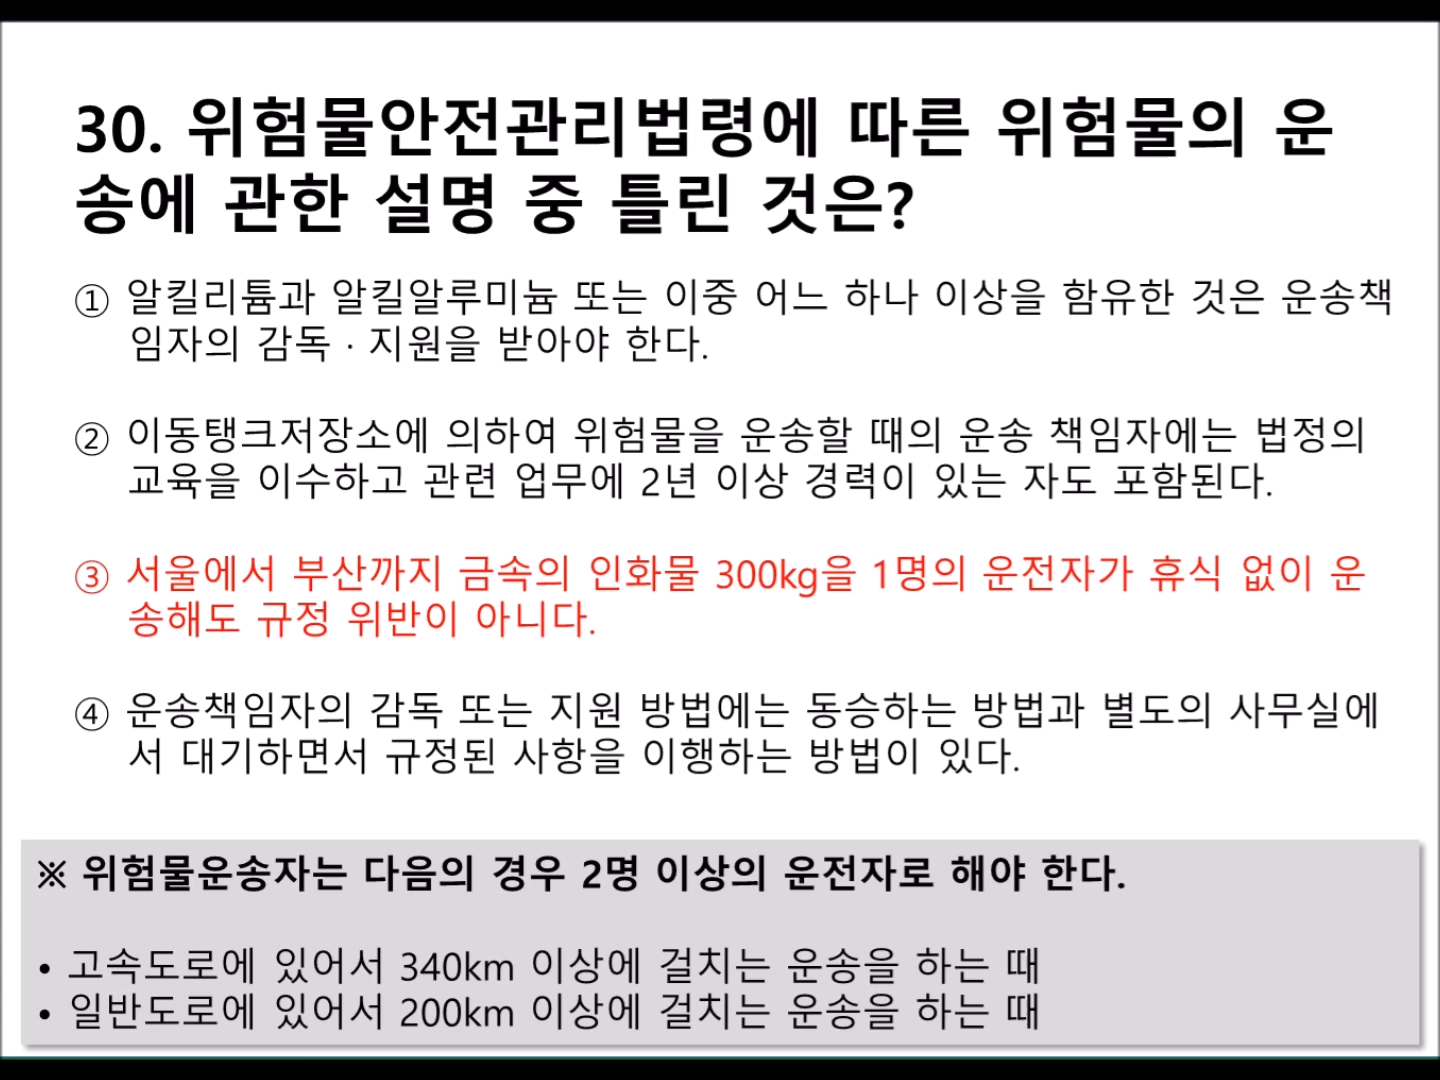 30. 위험물안전관리법령에 따른 위험물의 운
송에 관한 설명 중 틀린 것은?
① 알킬리튬과 알킬알루미늄 또는 이중 어느 하나 이상을 함유한 것은 운송책
임자의 감독 · 지원을 받아야 한다.
② 이동탱크저장소에 의하여 위험물을 운송할 때의 운송 책임자에는 법정의
교육을 이수하고 관련 업무에 2년 이상 경력이 있는 자도 포함된다.
③ 서울에서 부산까지 금속의 인화물 300kg을 1명의 운전자가 휴식 없이 운
송해도 규정 위반이 아니다.
④ 운송책임자의 감독 또는 지원 방법에는 동승하는 방법과 별도의 사무실에
서 대기하면서 규정된 사항을 이행하는 방법이 있다.
※ 위험물운송자는 다음의 경우 2명 이상의 운전자로 해야 한다.
• 고속도로에 있어서 340km 이상에 걸치는 운송을 하는 때
• 일반도로에 있어서 200km 이상에 걸치는 운송을 하는 때